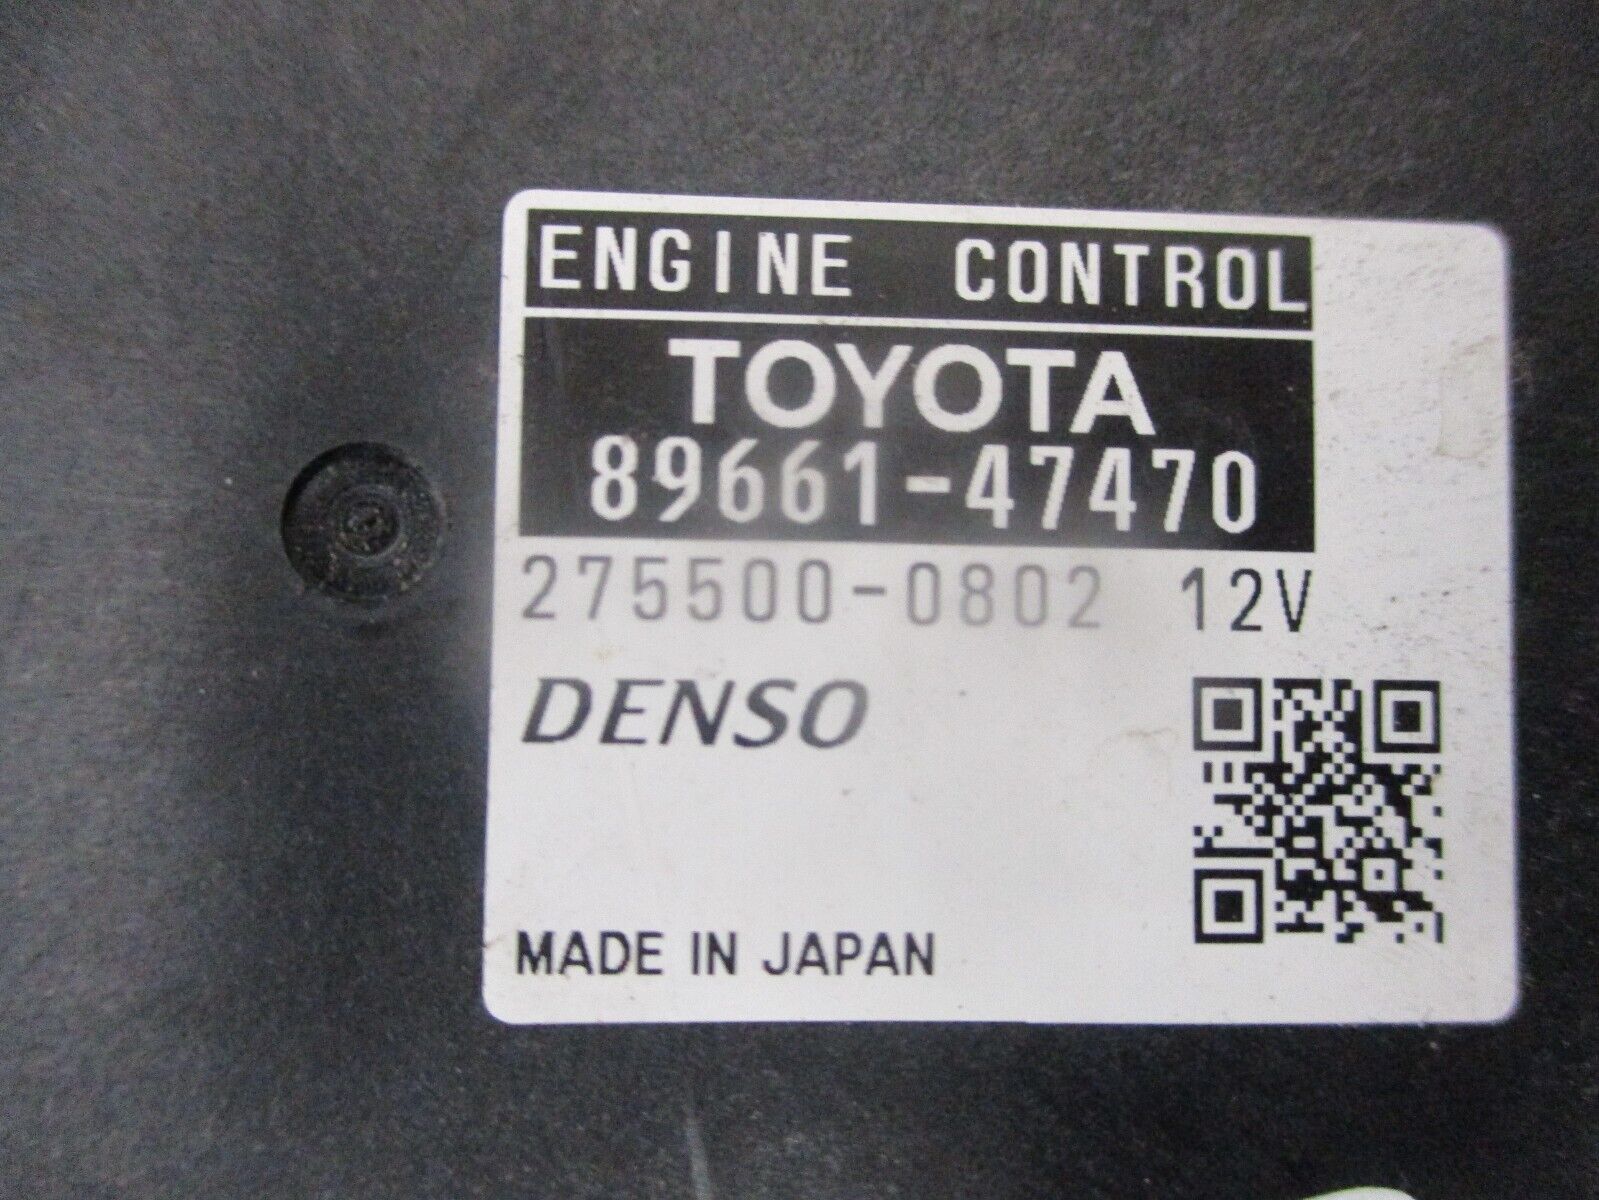 ENGINE CONTROL
TOYOTA
89661-47470
275500-0802 12V
DENSO
MADE IN JAPAN